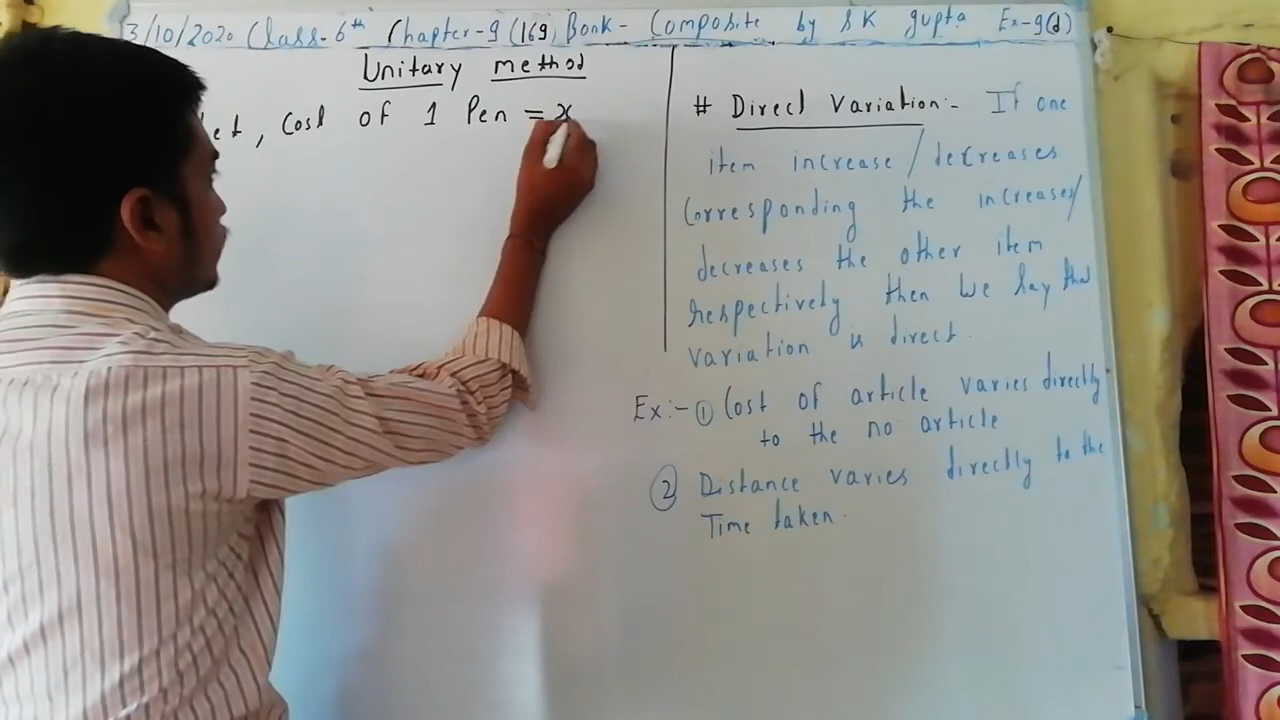 3/10/2020 Class-6th Chapter-9 (169) Book- Composite by S K gupta Ex-9(d)
Unitary method
Let, Cost of 1 Pen = x
# Direct Variation:- If one
item increase/decreases
Corresponding the increases/
decreases the other item
respectively then we say that
variation is direct.
Ex:- ① Cost of article varies directly
to the no article
② Distance varies directly to the
Time taken.